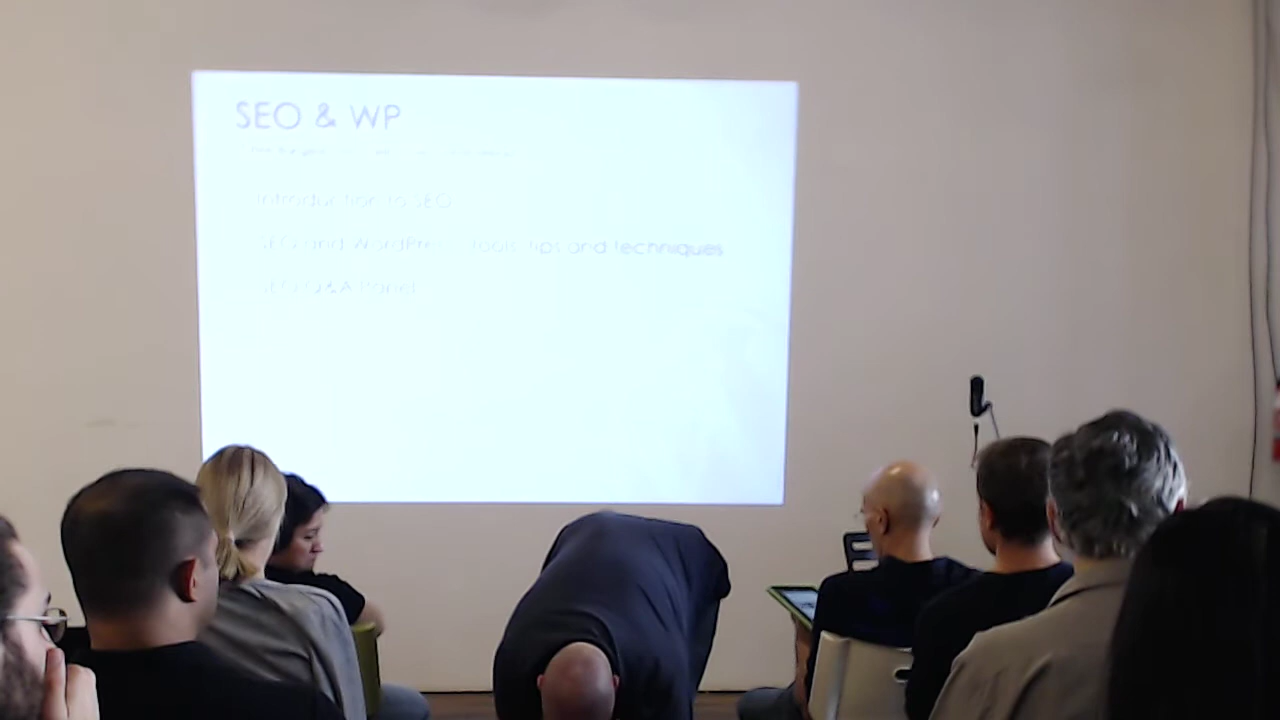 SEO & WP
Introduction to SEO
SEO and WordPress tools, tips and techniques
SEO Q&A Panel